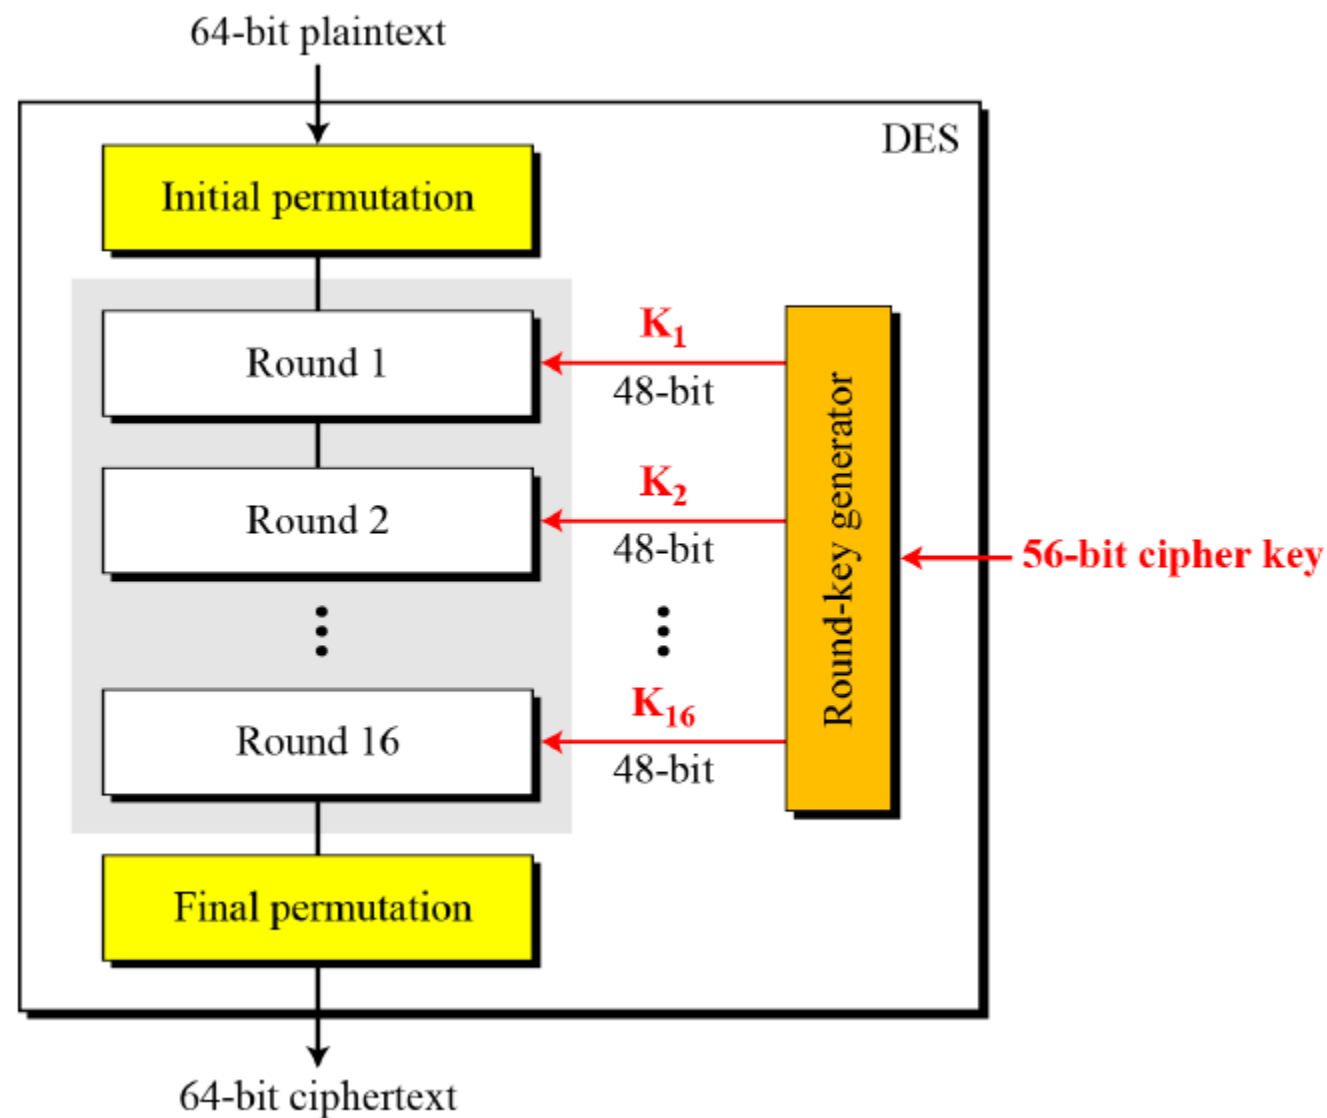 64-bit plaintext
DES
Initial permutation
Round 1
K1
48-bit
Round 2
K2
48-bit
Round-key generator
56-bit cipher key
Round 16
K16
48-bit
Final permutation
64-bit ciphertext